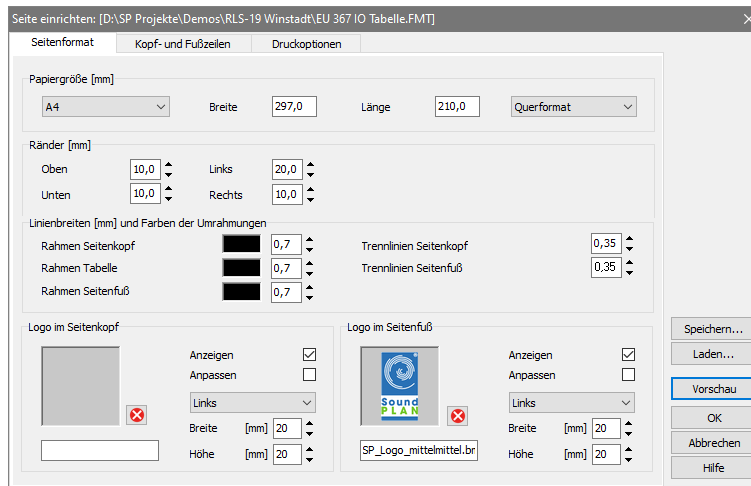 Seite einrichten: [D:\SP Projekte\Demos\RLS-19 Winstadt\EU 367 IO Tabelle.FMT]
Seitenformat Kopf- und Fußzeilen Druckoptionen
Papiergröße [mm]
A4 Breite 297,0 Länge 210,0 Querformat
Ränder [mm]
Oben 10,0 Links 20,0
Unten 10,0 Rechts 10,0
Linienbreiten [mm] und Farben der Umrahmungen
Rahmen Seitenkopf 0,7 Trennlinien Seitenkopf 0,35
Rahmen Tabelle 0,7 Trennlinien Seitenfuß 0,35
Rahmen Seitenfuß 0,7
Logo im Seitenkopf
Anzeigen
Anpassen
Links
Breite [mm] 20
Höhe [mm] 20
Logo im Seitenfuß
Sound
PLAN
SP_Logo_mittelmittel.br
Anzeigen
Anpassen
Links
Breite [mm] 20
Höhe [mm] 20
Speichern...
Laden...
Vorschau
OK
Abbrechen
Hilfe